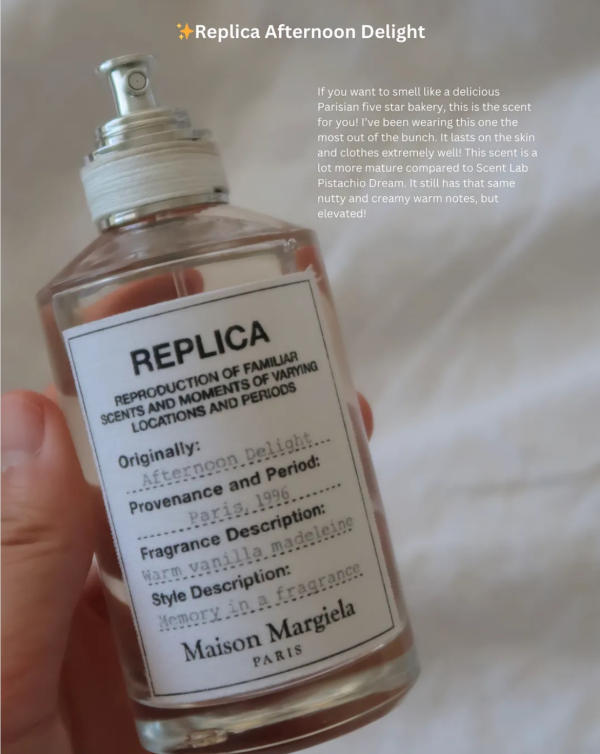 ✨Replica Afternoon Delight
If you want to smell like a delicious
Parisian five star bakery, this is the scent
for you! I've been wearing this one the
most out of the bunch. It lasts on the skin
and clothes extremely well! This scent is a
lot more mature compared to Scent Lab
Pistachio Dream. It still has that same
nutty and creamy warm notes, but
elevated!
REPLICA
REPRODUCTION OF FAMILIAR
SCENTS AND MOMENTS OF VARYING
LOCATIONS AND PERIODS
Originally:
Afternoon Delight
Provenance and Period:
Paris, 1996
Fragrance Description:
Warm vanilla madeleine
Style Description:
Memory in a fragrance
Maison Margiela
PARIS